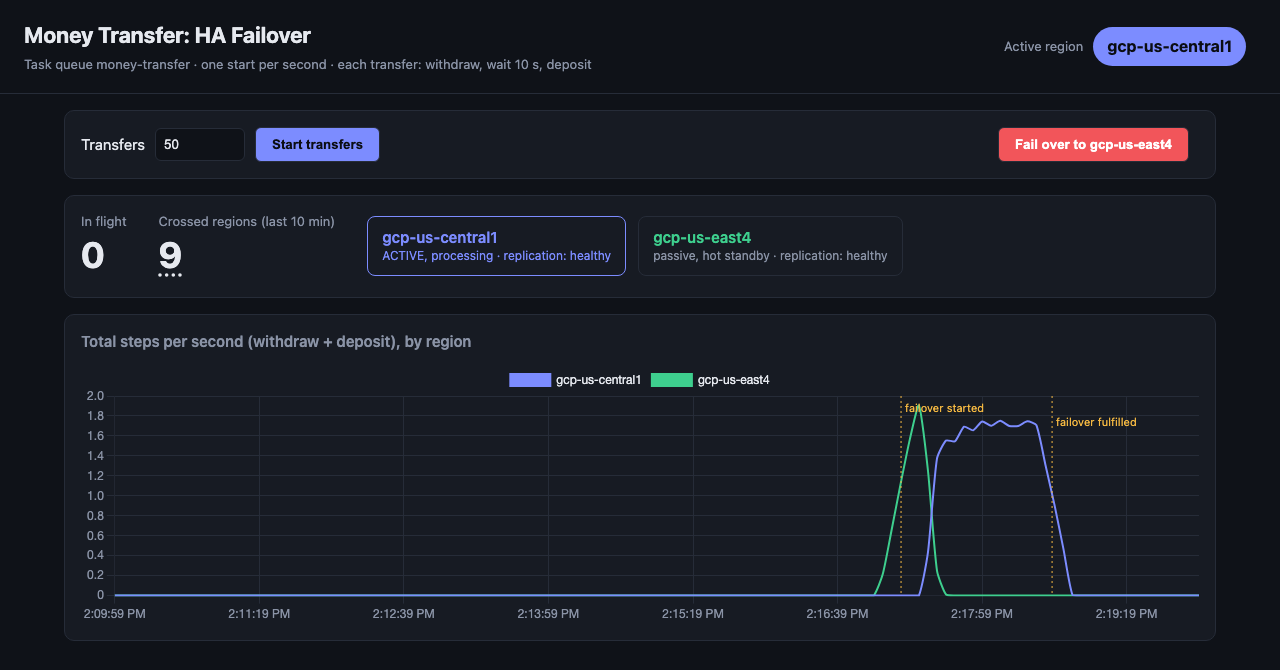 Money Transfer: HA Failover
Task queue money-transfer · one start per second · each transfer: withdraw, wait 10 s, deposit
Active region
gcp-us-central1
Transfers
50
Start transfers
Fail over to gcp-us-east4
In flight
0
Crossed regions (last 10 min)
9
gcp-us-central1
ACTIVE, processing · replication: healthy
gcp-us-east4
passive, hot standby · replication: healthy
Total steps per second (withdraw + deposit), by region
gcp-us-central1
gcp-us-east4
2.0
1.8
1.6
1.4
1.2
1.0
0.8
0.6
0.4
0.2
0
failover started
failover fulfilled
2:09:59 PM
2:11:19 PM
2:12:39 PM
2:13:59 PM
2:15:19 PM
2:16:39 PM
2:17:59 PM
2:19:19 PM